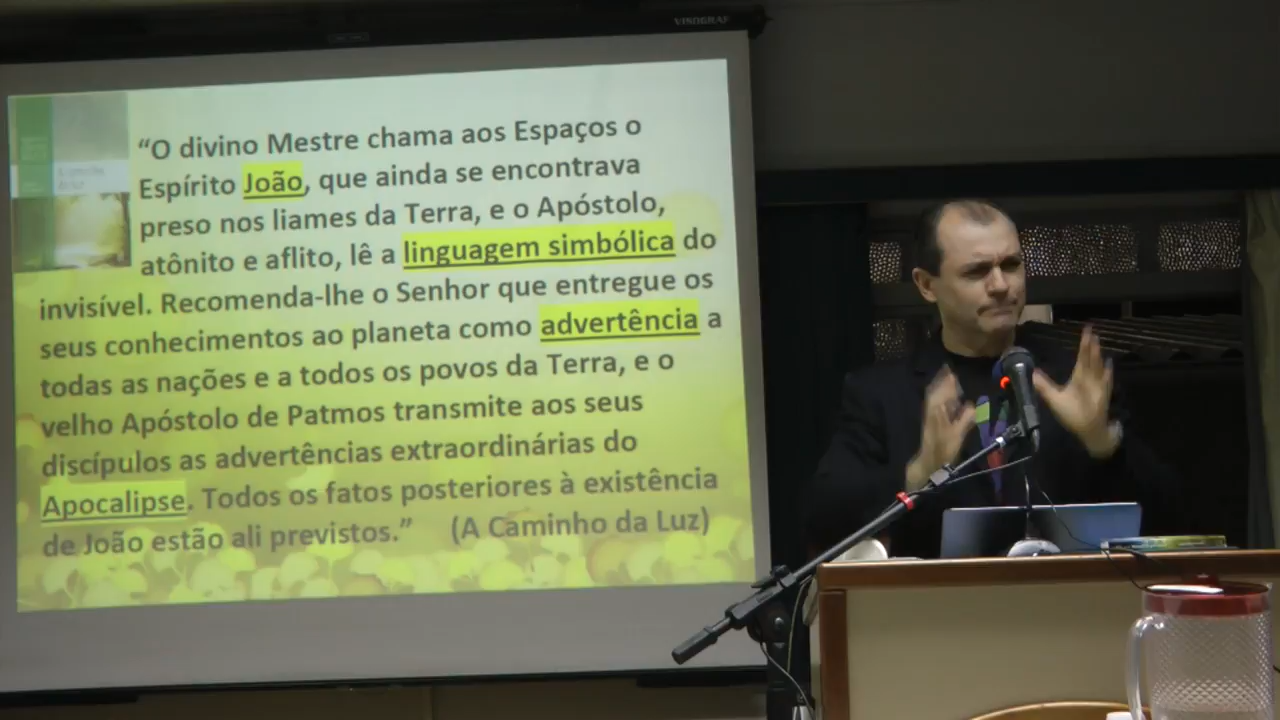 VISOGRAF
“O divino Mestre chama aos Espaços o
Espírito João, que ainda se encontrava
preso nos liames da Terra, e o Apóstolo,
atônito e aflito, lê a linguagem simbólica do
invisível. Recomenda-lhe o Senhor que entregue os
seus conhecimentos ao planeta como advertência a
todas as nações e a todos os povos da Terra, e o
velho Apóstolo de Patmos transmite aos seus
discípulos as advertências extraordinárias do
Apocalipse. Todos os fatos posteriores à existência
de João estão ali previstos.” (A Caminho da Luz)